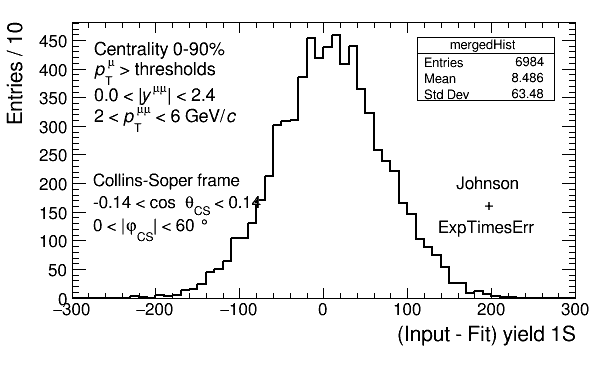 Entries / 10
450
400
350
300
250
200
150
100
50
0
Centrality 0-90%
p_T^μ > thresholds
0.0 < |y^μμ| < 2.4
2 < p_T^μμ < 6 GeV/c
mergedHist
Entries 6984
Mean 8.486
Std Dev 63.48
Collins-Soper frame
-0.14 < cos θ_CS < 0.14
0 < |φ_CS| < 60 °
Johnson
+
ExpTimesErr
−300 −200 −100 0 100 200 300
(Input - Fit) yield 1S